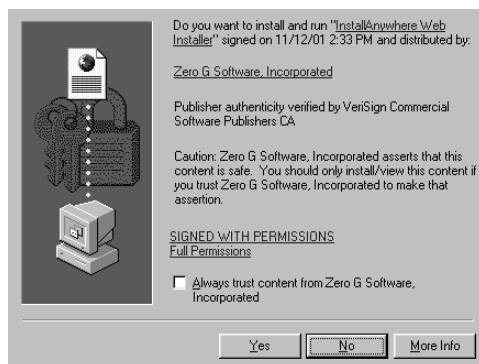 Do you want to install and run "InstallAnywhere Web
Installer" signed on 11/12/01 2:33 PM and distributed by:
Zero G Software, Incorporated
Publisher authenticity verified by VeriSign Commercial
Software Publishers CA
Caution: Zero G Software, Incorporated asserts that this
content is safe. You should only install/view this content if
you trust Zero G Software, Incorporated to make that
assertion.
SIGNED WITH PERMISSIONS
Full Permissions
Always trust content from Zero G Software,
Incorporated
Yes No More Info